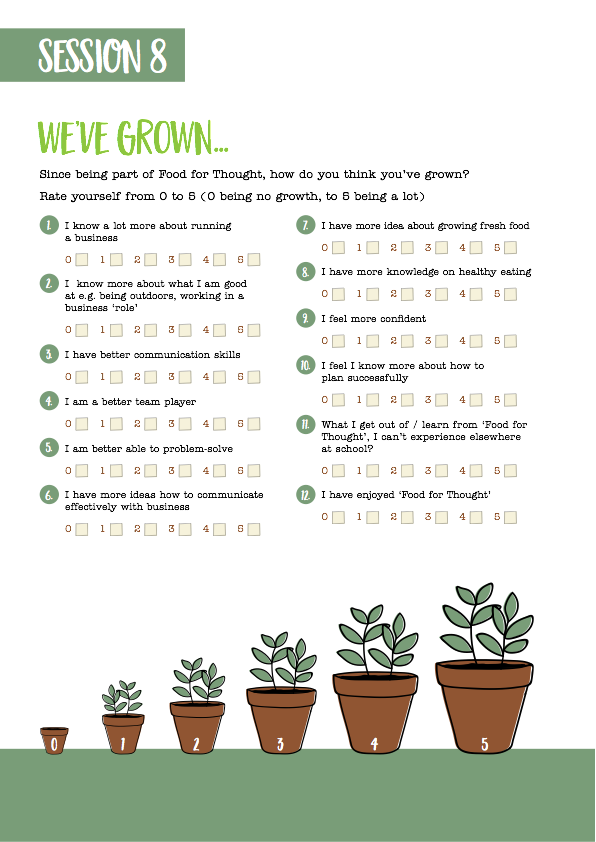 SESSION 8
WE'VE GROWN...
Since being part of Food for Thought, how do you think you've grown?
Rate yourself from 0 to 5 (0 being no growth, to 5 being a lot)
1. I know a lot more about running
a business
0 1 2 3 4 5
2. I know more about what I am good
at e.g. being outdoors, working in a
business 'role'
0 1 2 3 4 5
3. I have better communication skills
0 1 2 3 4 5
4. I am a better team player
0 1 2 3 4 5
5. I am better able to problem-solve
0 1 2 3 4 5
6. I have more ideas how to communicate
effectively with business
0 1 2 3 4 5
7. I have more idea about growing fresh food
0 1 2 3 4 5
8. I have more knowledge on healthy eating
0 1 2 3 4 5
9. I feel more confident
0 1 2 3 4 5
10. I feel I know more about how to
plan successfully
0 1 2 3 4 5
11. What I get out of / learn from 'Food for
Thought', I can't experience elsewhere
at school?
0 1 2 3 4 5
12. I have enjoyed 'Food for Thought'
0 1 2 3 4 5
0 1 2 3 4 5